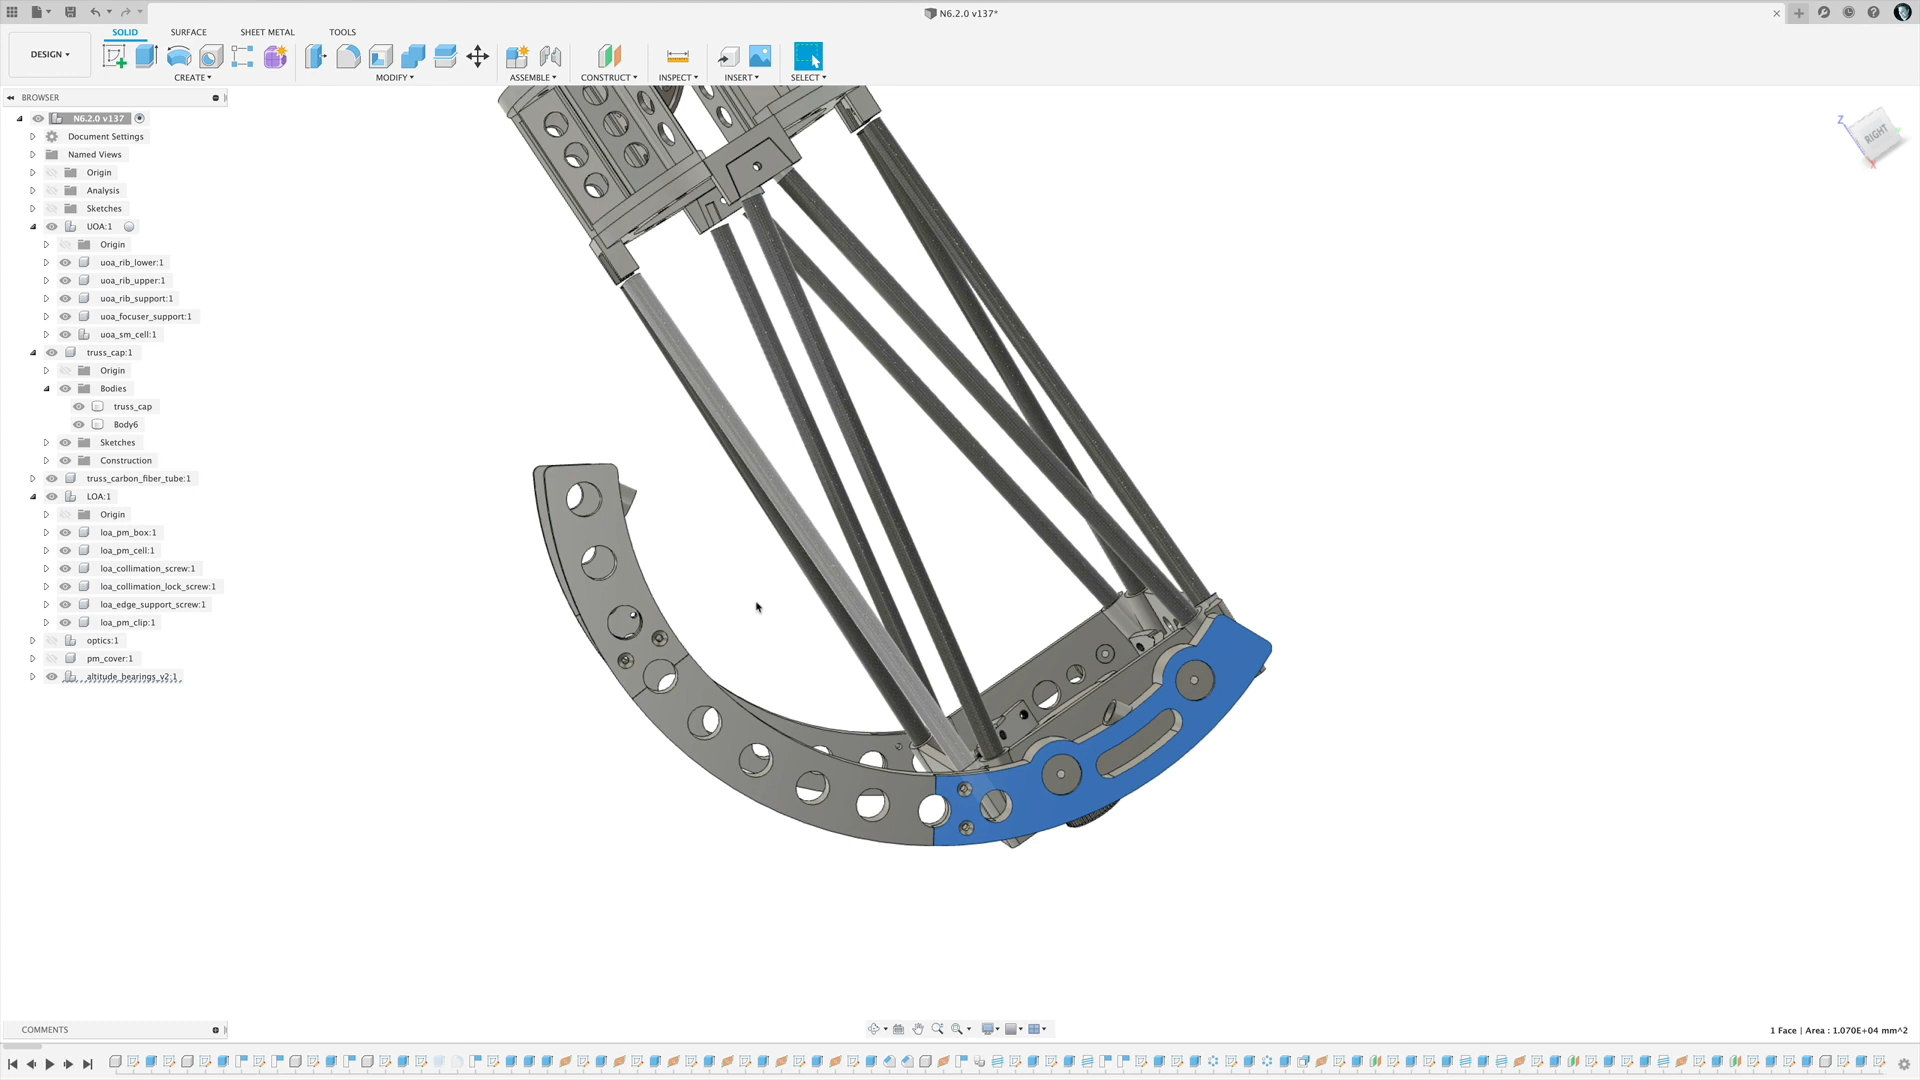 N6.2.0 v137*
DESIGN
SOLID SURFACE SHEET METAL TOOLS
CREATE MODIFY ASSEMBLE CONSTRUCT INSPECT INSERT SELECT
BROWSER
N6.2.0 v137
Document Settings
Named Views
Origin
Analysis
Sketches
UOA:1
Origin
uoa_rib_lower:1
uoa_rib_upper:1
uoa_rib_support:1
uoa_focuser_support:1
uoa_sm_cell:1
truss_cap:1
Origin
Bodies
truss_cap
Body6
Sketches
Construction
truss_carbon_fiber_tube:1
LOA:1
Origin
loa_pm_box:1
loa_pm_cell:1
loa_collimation_screw:1
loa_collimation_lock_screw:1
loa_edge_support_screw:1
loa_pm_clip:1
optics:1
pm_cover:1
altitude_bearings_v2:1
Z
RIGHT
X
COMMENTS
1 Face | Area : 1.070E+04 mm^2